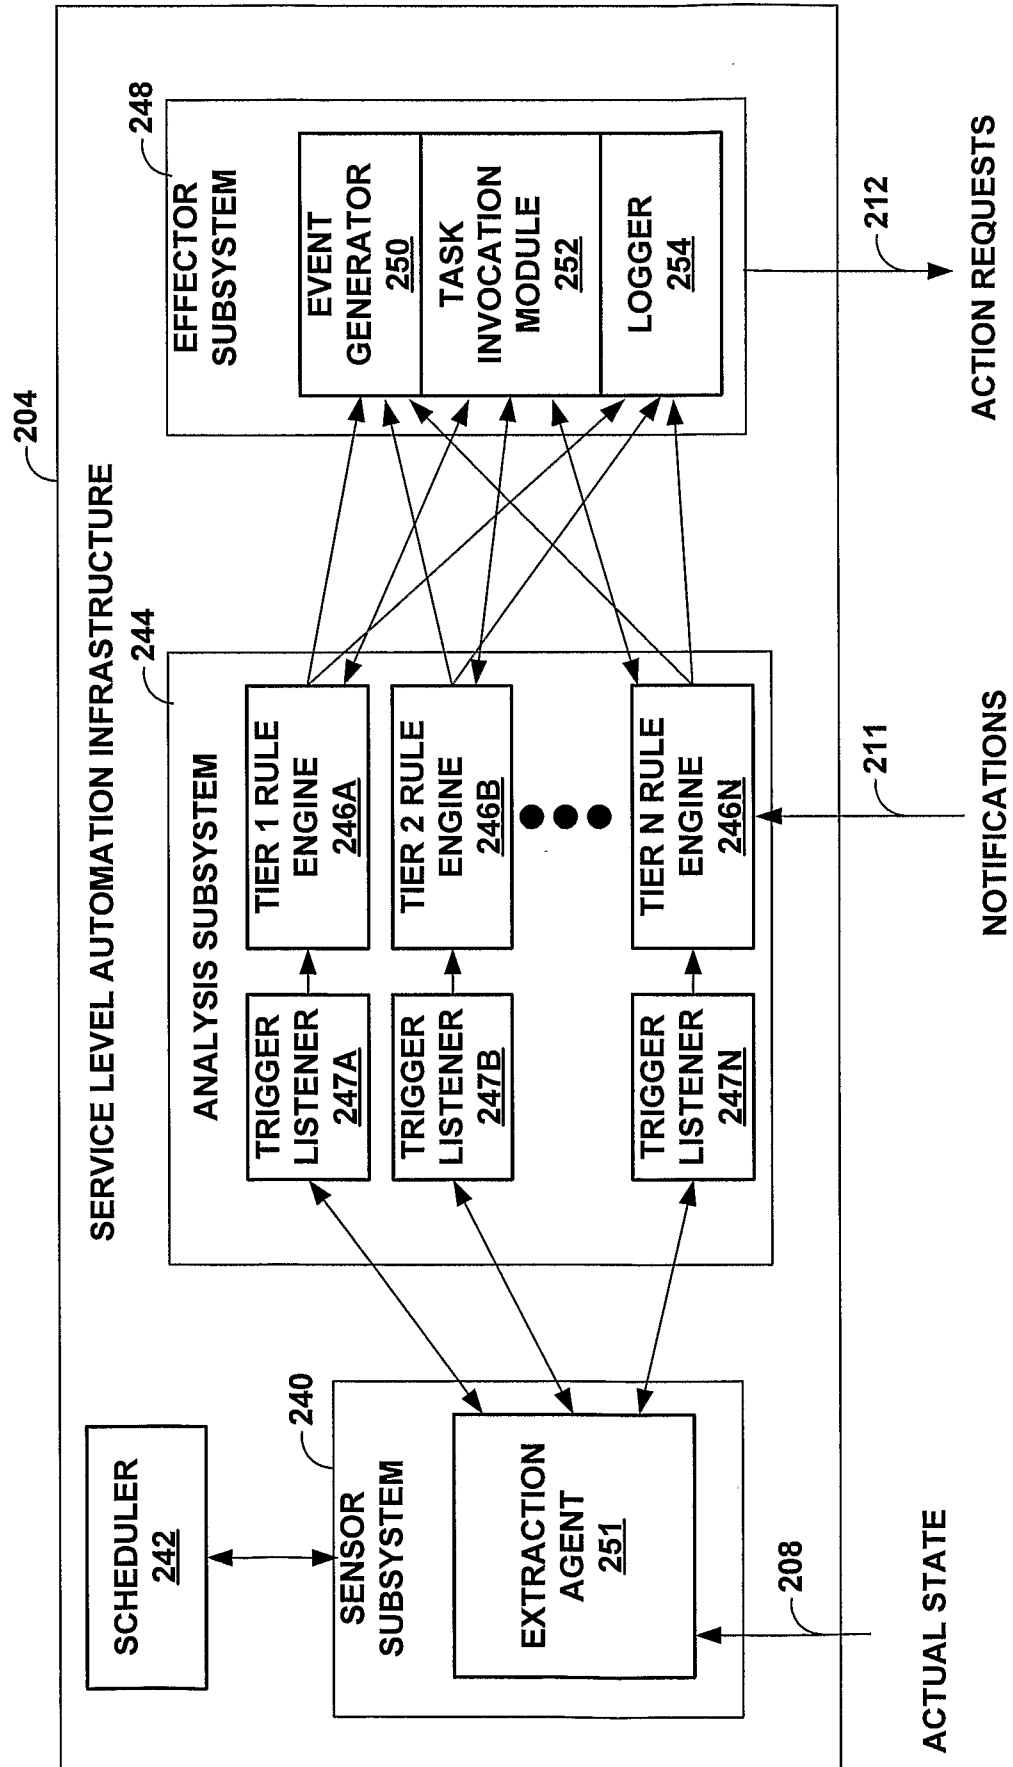 204
SERVICE LEVEL AUTOMATION INFRASTRUCTURE
SCHEDULER
242
240
SENSOR
SUBSYSTEM
EXTRACTION
AGENT
251
208
ACTUAL STATE
244
ANALYSIS SUBSYSTEM
TRIGGER
LISTENER
247A
TIER 1 RULE
ENGINE
246A
TRIGGER
LISTENER
247B
TIER 2 RULE
ENGINE
246B
TRIGGER
LISTENER
247N
TIER N RULE
ENGINE
246N
211
NOTIFICATIONS
248
EFFECTOR
SUBSYSTEM
EVENT
GENERATOR
250
TASK
INVOCATION
MODULE
252
LOGGER
254
212
ACTION REQUESTS